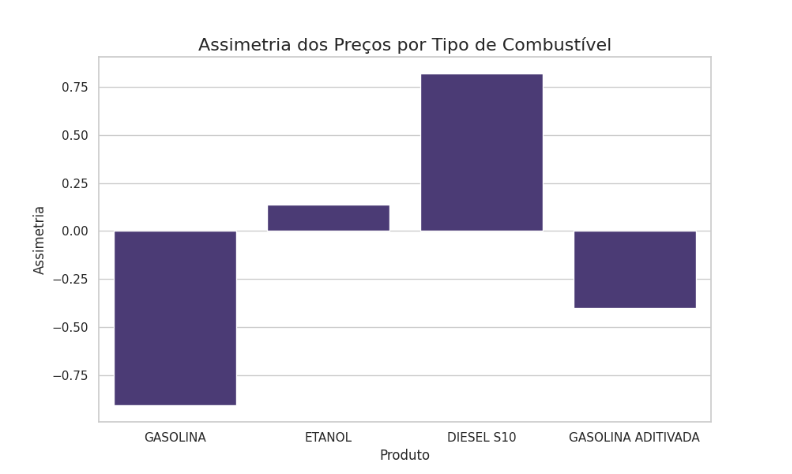 Assimetria dos Preços por Tipo de Combustível
0.75
0.50
0.25
0.00
−0.25
−0.50
−0.75
Assimetria
GASOLINA
ETANOL
DIESEL S10
GASOLINA ADITIVADA
Produto